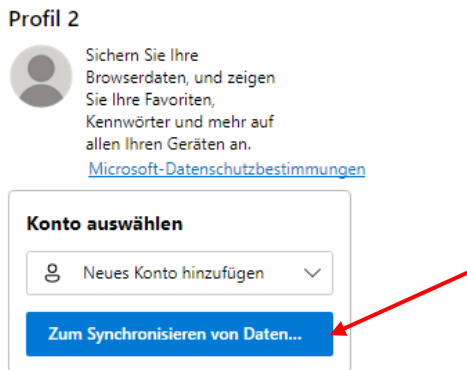 Profil 2
Sichern Sie Ihre
Browserdaten, und zeigen
Sie Ihre Favoriten,
Kennwörter und mehr auf
allen Ihren Geräten an.
Microsoft-Datenschutzbestimmungen
Konto auswählen
Neues Konto hinzufügen
Zum Synchronisieren von Daten...